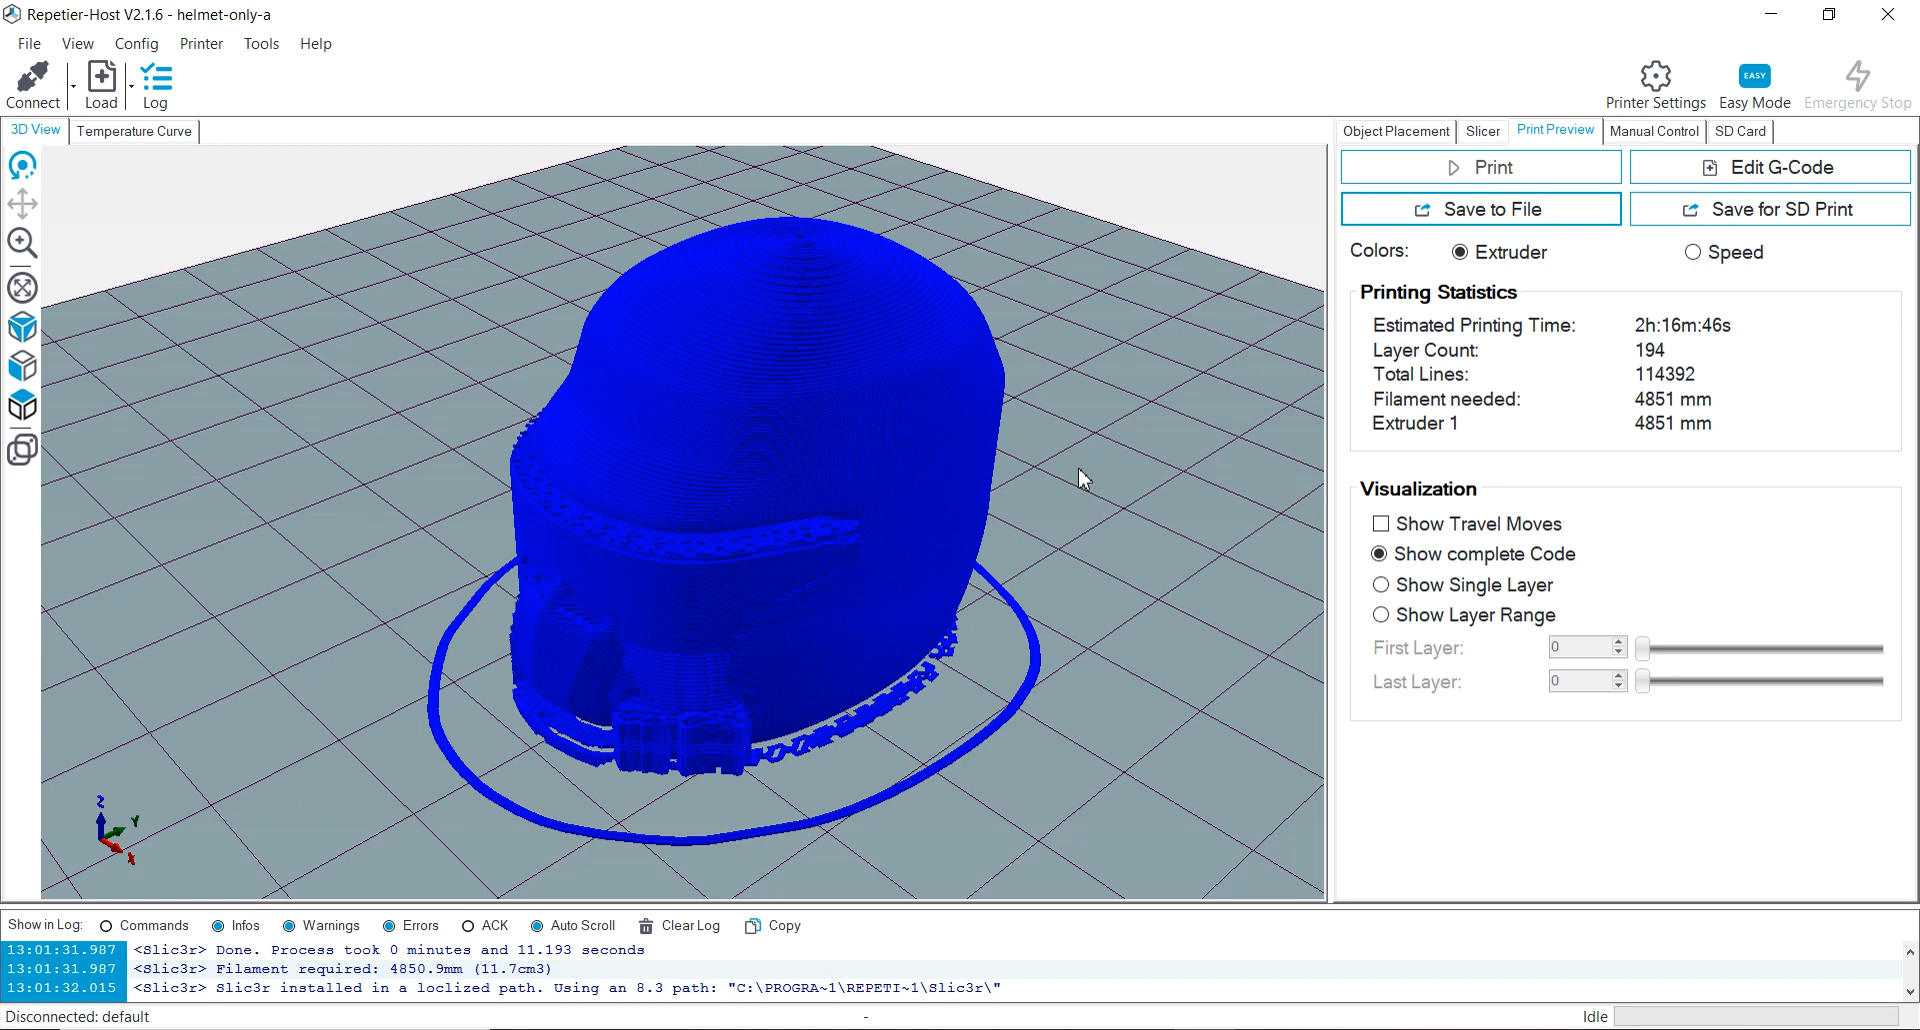 Repetier-Host V2.1.6 - helmet-only-a
File View Config Printer Tools Help
Connect Load Log
Printer Settings EASY Easy Mode Emergency Stop
3D View Temperature Curve
Object Placement Slicer Print Preview Manual Control SD Card
Print Edit G-Code
Save to File Save for SD Print
Colors: Extruder Speed
Printing Statistics
Estimated Printing Time: 2h:16m:46s
Layer Count: 194
Total Lines: 114392
Filament needed: 4851 mm
Extruder 1 4851 mm
Visualization
Show Travel Moves
Show complete Code
Show Single Layer
Show Layer Range
First Layer: 0
Last Layer: 0
Z
Y
X
Show in Log: Commands Infos Warnings Errors ACK Auto Scroll Clear Log Copy
13:01:31.987 <Slic3r> Done. Process took 0 minutes and 11.193 seconds
13:01:31.987 <Slic3r> Filament required: 4850.9mm (11.7cm3)
13:01:32.015 <Slic3r> Slic3r installed in a loclized path. Using an 8.3 path: "C:\PROGRA~1\REPETI~1\Slic3r\"
Disconnected: default - Idle